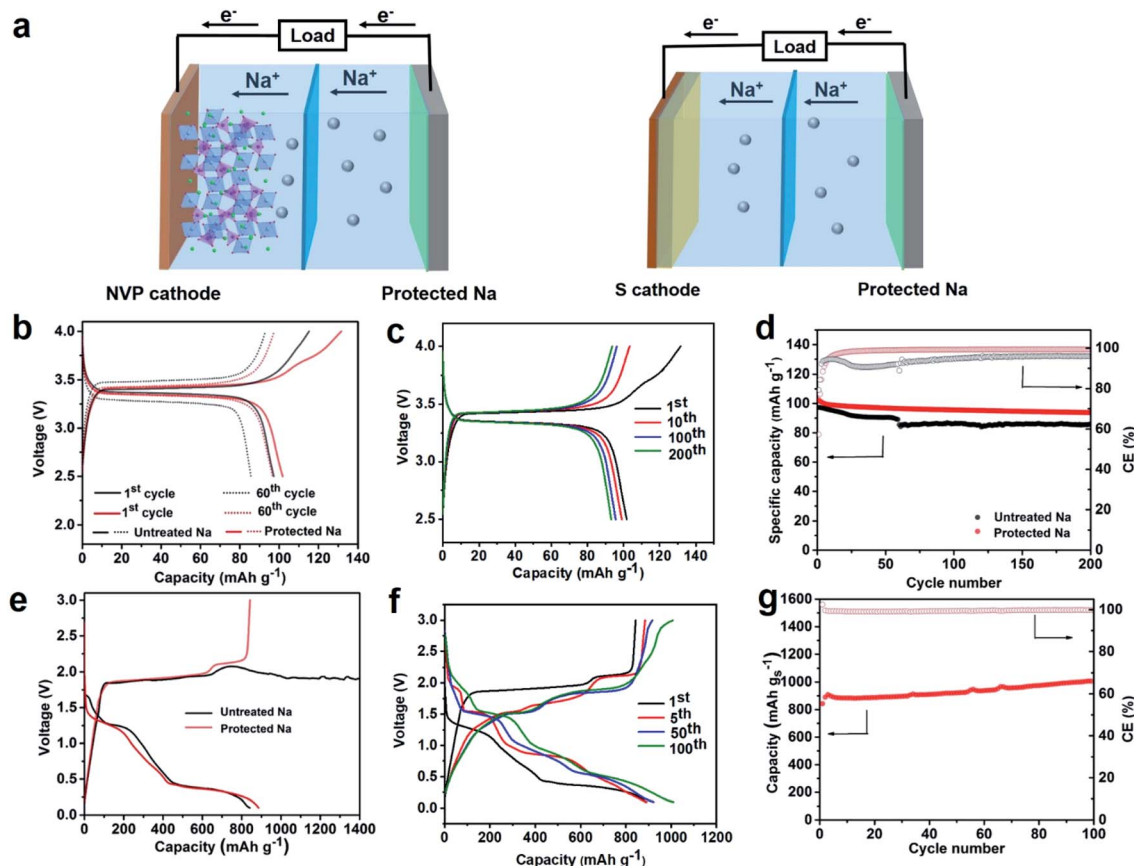 a
e-
e-
Load
Na+
Na+
NVP cathode
Protected Na
e-
e-
Load
Na+
Na+
S cathode
Protected Na
b
4.0
3.5
3.0
2.5
2.0
Voltage (V)
1st cycle
60th cycle
1st cycle
60th cycle
Untreated Na
Protected Na
0 20 40 60 80 100 120 140
Capacity (mAh g-1)
c
4.0
3.5
3.0
2.5
Voltage (V)
1st
10th
100th
200th
0 20 40 60 80 100 120 140
Capacity (mAh g-1)
d
140
120
100
80
60
40
20
0
Specific capacity (mAh g-1)
100
80
60
40
20
0
CE (%)
Untreated Na
Protected Na
0 50 100 150 200
Cycle number
e
3.0
2.5
2.0
1.5
1.0
0.5
0.0
Voltage (V)
Untreated Na
Protected Na
0 200 400 600 800 1000 1400
Capacity (mAh g-1)
f
3.0
2.5
2.0
1.5
1.0
0.5
0.0
Voltage (V)
1st
5th
50th
100th
0 200 400 600 800 1000 1200
Capacity (mAh g-1)
g
1600
1400
1200
1000
800
600
400
200
0
Capacity (mAh gs-1)
100
80
60
40
20
0
CE (%)
0 20 40 60 80 100
Cycle number